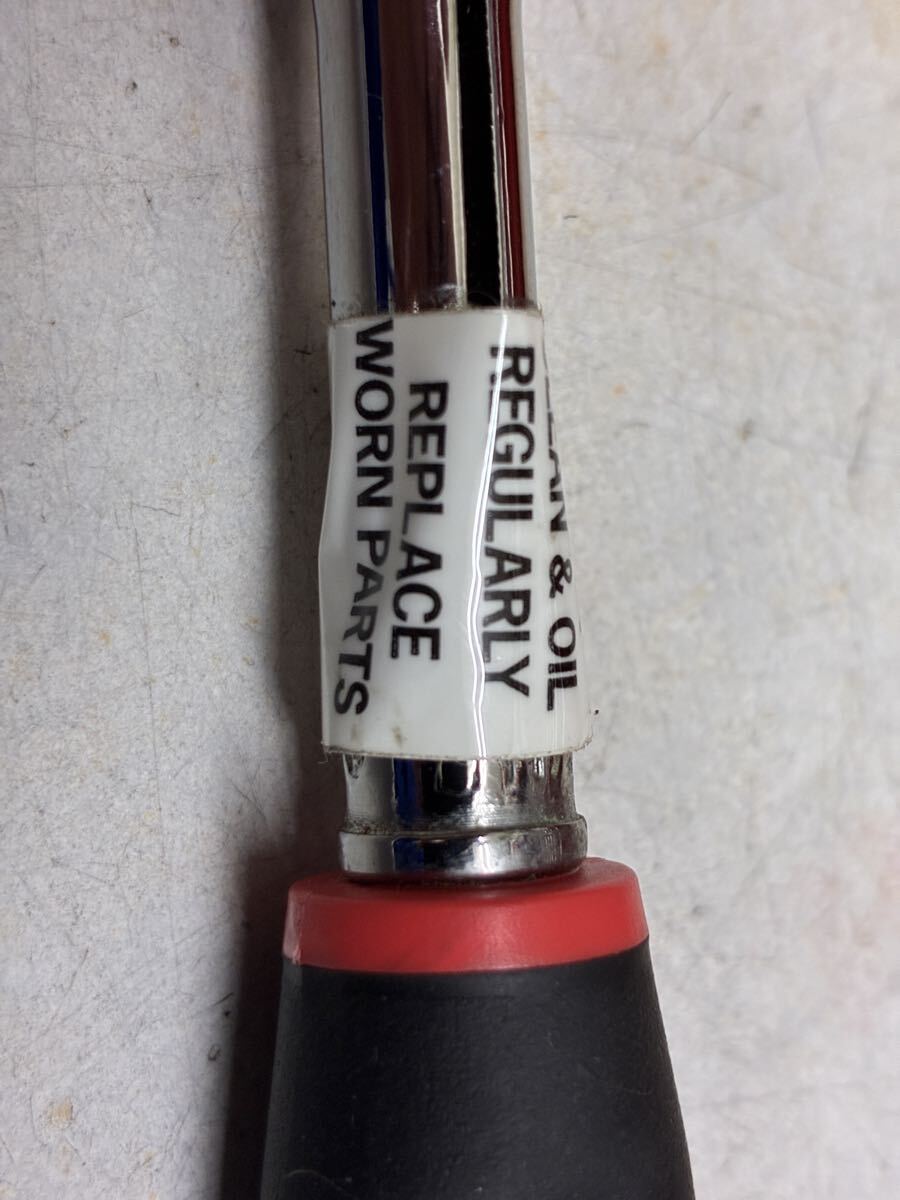 & OIL
REGULARLY
REPLACE
WORN PARTS